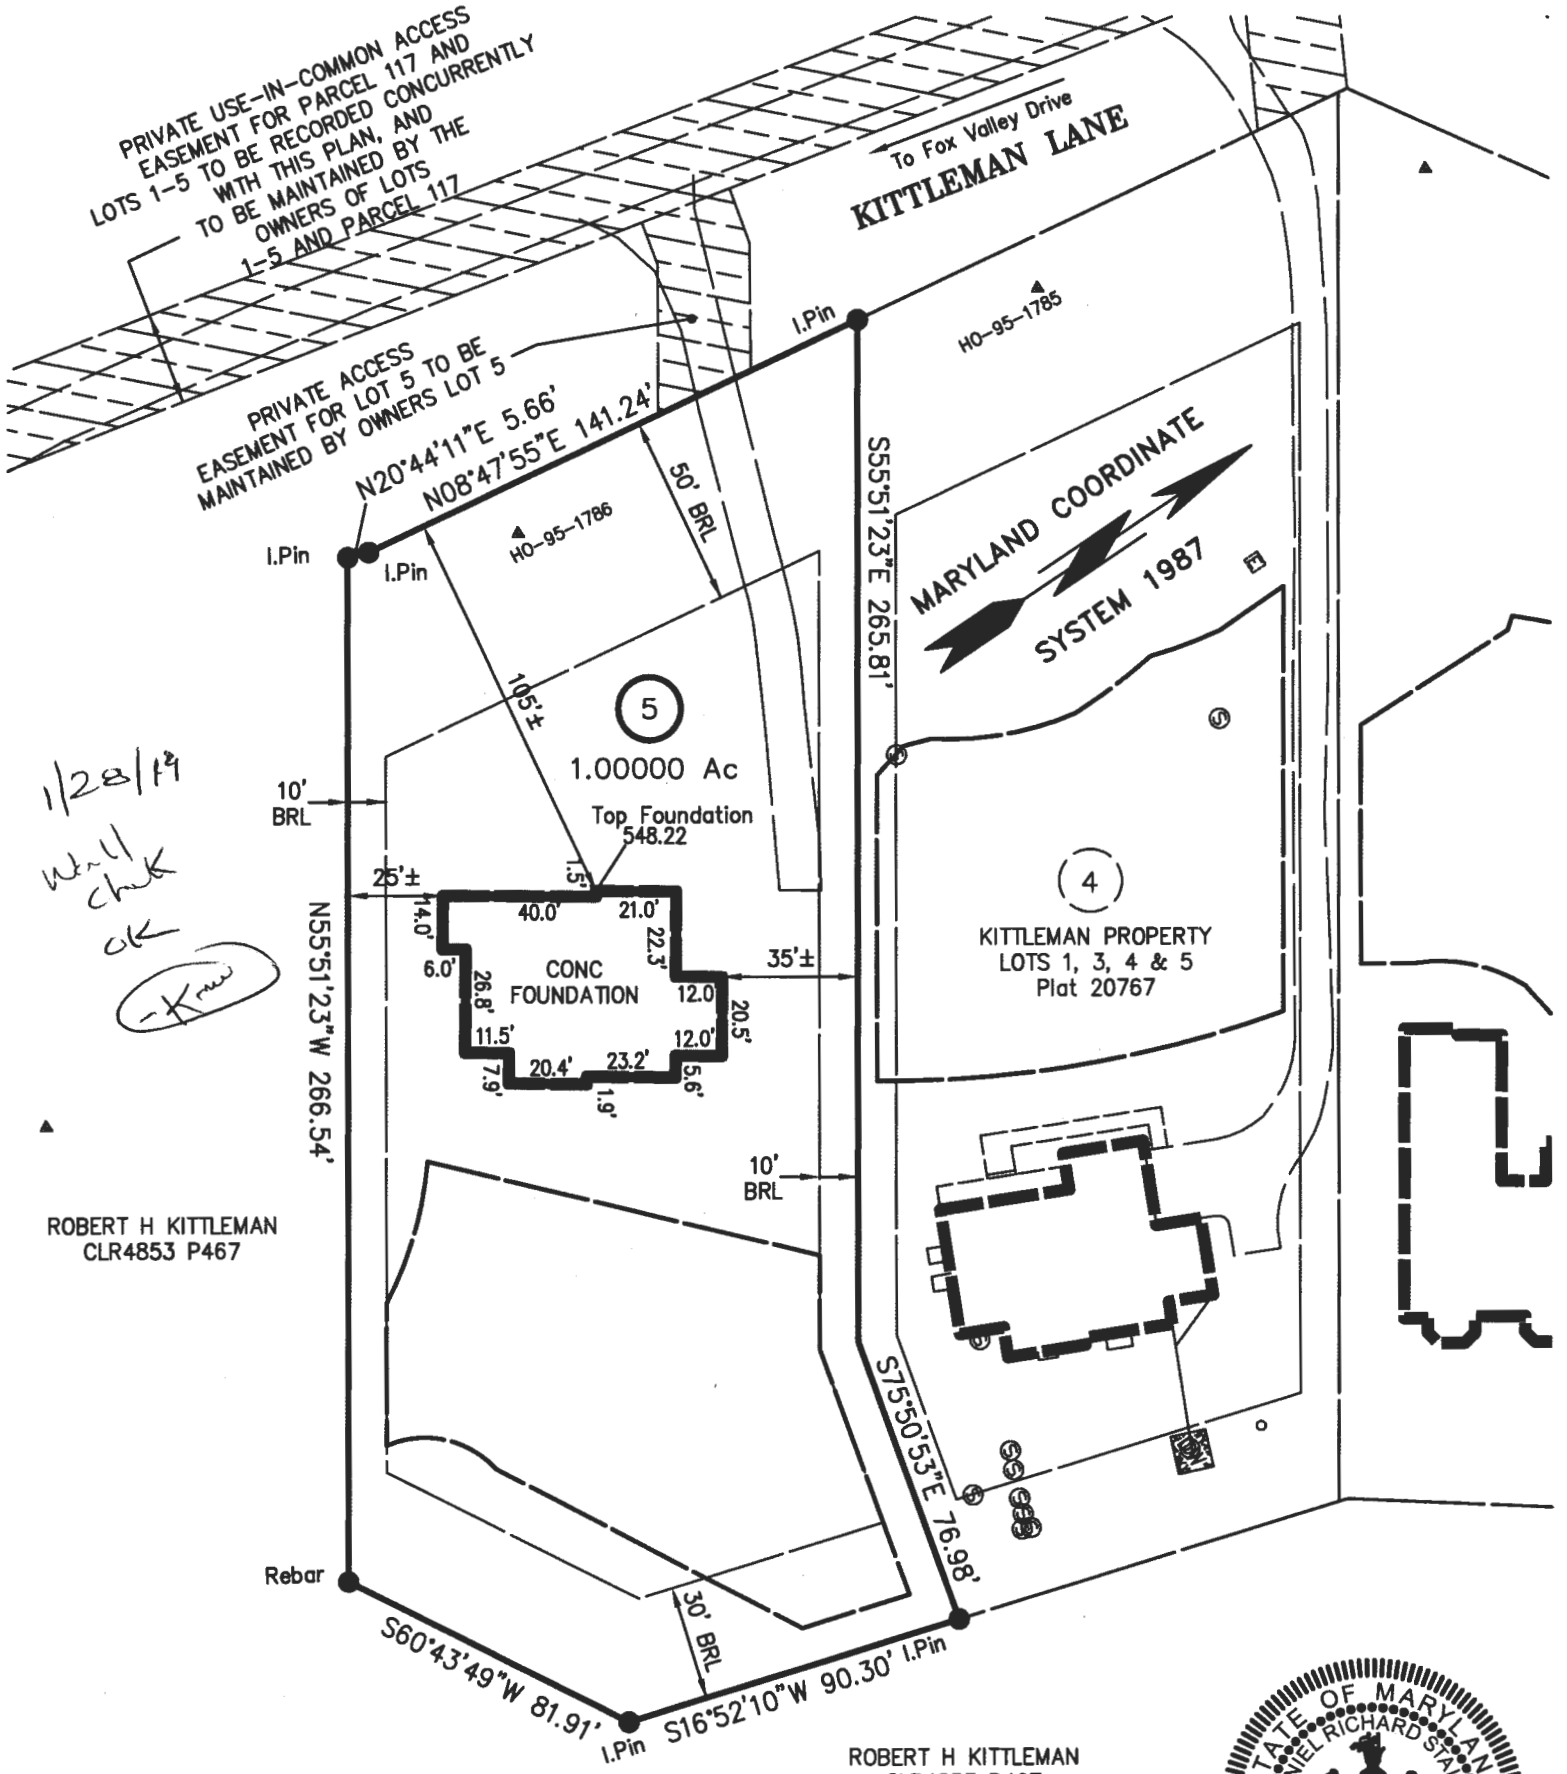 PRIVATE USE-IN-COMMON ACCESS
EASEMENT FOR PARCEL 117 AND
LOTS 1-5 TO BE RECORDED CONCURRENTLY
WITH THIS PLAN, AND
TO BE MAINTAINED BY THE
OWNERS OF LOTS
1-5 AND PARCEL 117
To Fox Valley Drive
KITTLEMAN LANE
PRIVATE ACCESS
EASEMENT FOR LOT 5 TO BE
MAINTAINED BY OWNERS LOT 5
N20°44'11"E 5.66'
N08°47'55"E 141.24'
I.Pin
HO-95-1785
I.Pin
I.Pin
HO-95-1786
50' BRL
S55°51'23"E 265.81'
MARYLAND COORDINATE
SYSTEM 1987
E
S
S
105'±
5
1.00000 Ac
Top Foundation
548.22
10'
BRL
1/28/19
Wall
Check
OK
25'±
1.5'
14.0'
40.0'
21.0'
22.3'
6.0'
26.8'
CONC
FOUNDATION
12.0'
20.5'
35'±
11.5'
7.9'
20.4'
23.2'
1.9'
12.0'
5.6'
4
KITTLEMAN PROPERTY
LOTS 1, 3, 4 & 5
Plat 20767
N55°51'23"W 266.54'
10'
BRL
ROBERT H KITTLEMAN
CLR4853 P467
S75°50'53"E 76.98'
S
S
S
S
S
S
S
Rebar
S60°43'49"W 81.91'
I.Pin
30' BRL
S16°52'10"W 90.30'
I.Pin
ROBERT H KITTLEMAN
TATE OF MARYLAN
NIEL RICHARD STA